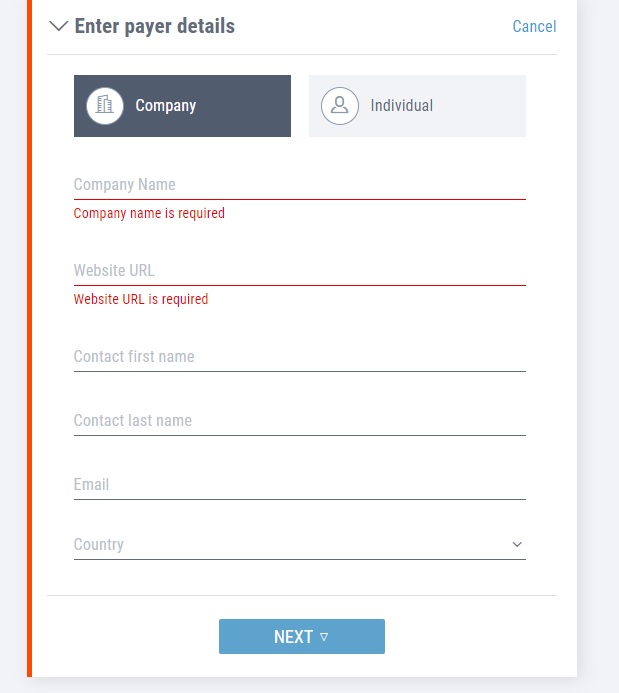 Enter payer details
Cancel
Company
Individual
Company Name
Company name is required
Website URL
Website URL is required
Contact first name
Contact last name
Email
Country
NEXT